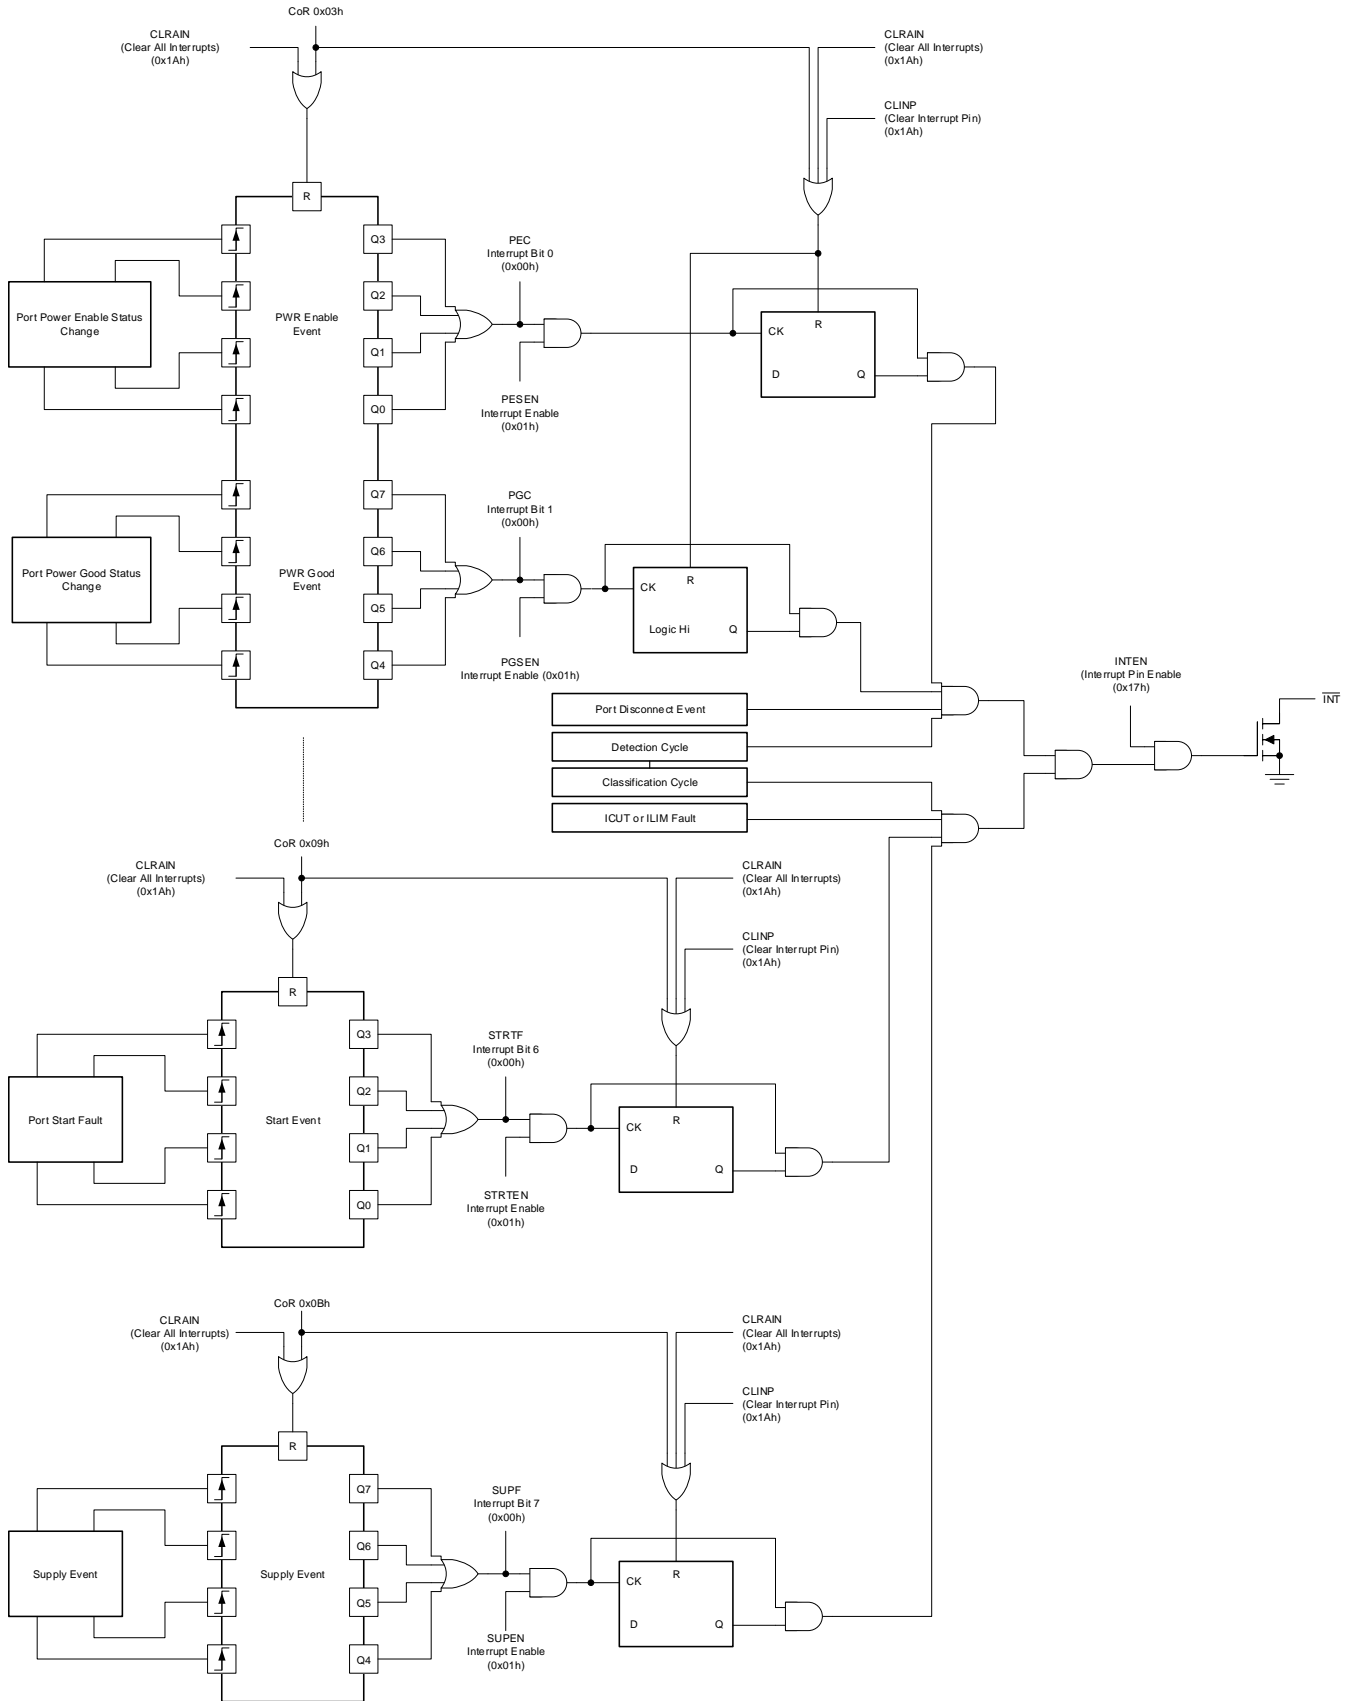 CoR 0x03h
CLRAIN
(Clear All Interrupts)
(0x1Ah)
CLRAIN
(Clear All Interrupts)
(0x1Ah)
CLINP
(Clear Interrupt Pin)
(0x1Ah)
R
Q3
Q2
Q1
Q0
Port Power Enable Status
Change
PWR Enable
Event
PEC
Interrupt Bit 0
(0x00h)
PESEN
Interrupt Enable
(0x01h)
CK
R
D
Q
Q7
Q6
Q5
Q4
Port Power Good Status
Change
PWR Good
Event
PGC
Interrupt Bit 1
(0x00h)
PGSEN
Interrupt Enable (0x01h)
CK
R
Logic Hi
Q
Port Disconnect Event
Detection Cycle
Classification Cycle
ICUT or ILIM Fault
INTEN
(Interrupt Pin Enable
(0x17h)
INT
CoR 0x09h
CLRAIN
(Clear All Interrupts)
(0x1Ah)
CLRAIN
(Clear All Interrupts)
(0x1Ah)
CLINP
(Clear Interrupt Pin)
(0x1Ah)
R
Q3
Q2
Q1
Q0
Port Start Fault
Start Event
STRTF
Interrupt Bit 6
(0x00h)
STRTEN
Interrupt Enable
(0x01h)
CK
R
D
Q
CoR 0x0Bh
CLRAIN
(Clear All Interrupts)
(0x1Ah)
CLRAIN
(Clear All Interrupts)
(0x1Ah)
CLINP
(Clear Interrupt Pin)
(0x1Ah)
R
Q7
Q6
Q5
Q4
Supply Event
Supply Event
SUPF
Interrupt Bit 7
(0x00h)
SUPEN
Interrupt Enable
(0x01h)
CK
R
D
Q